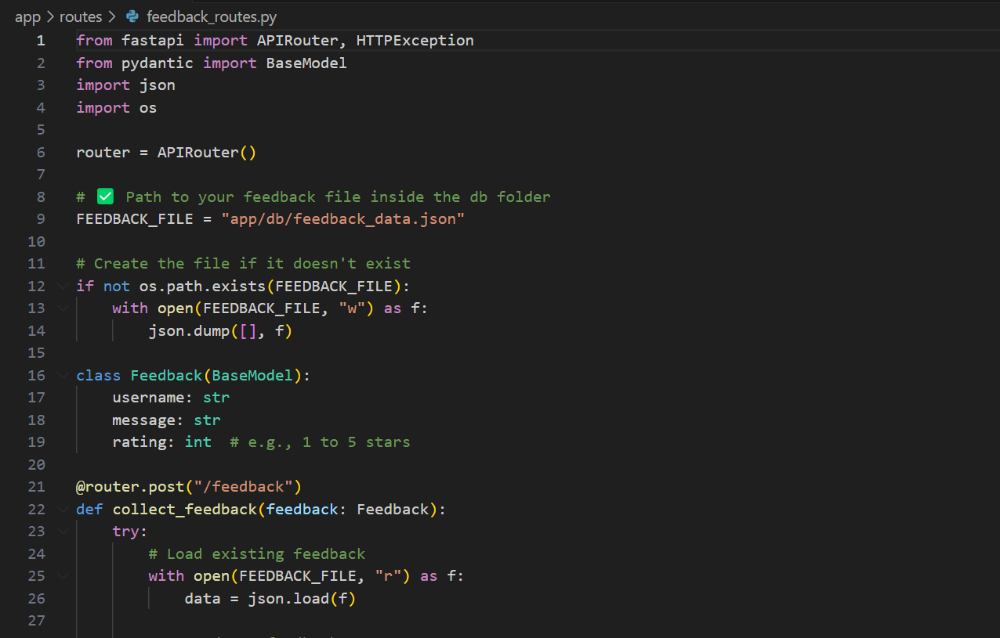 app > routes > feedback_routes.py
1 from fastapi import APIRouter, HTTPException
2 from pydantic import BaseModel
3 import json
4 import os
5
6 router = APIRouter()
7
8 # ✅ Path to your feedback file inside the db folder
9 FEEDBACK_FILE = "app/db/feedback_data.json"
10
11 # Create the file if it doesn't exist
12 if not os.path.exists(FEEDBACK_FILE):
13     with open(FEEDBACK_FILE, "w") as f:
14         json.dump([], f)
15
16 class Feedback(BaseModel):
17     username: str
18     message: str
19     rating: int  # e.g., 1 to 5 stars
20
21 @router.post("/feedback")
22 def collect_feedback(feedback: Feedback):
23     try:
24         # Load existing feedback
25         with open(FEEDBACK_FILE, "r") as f:
26             data = json.load(f)
27